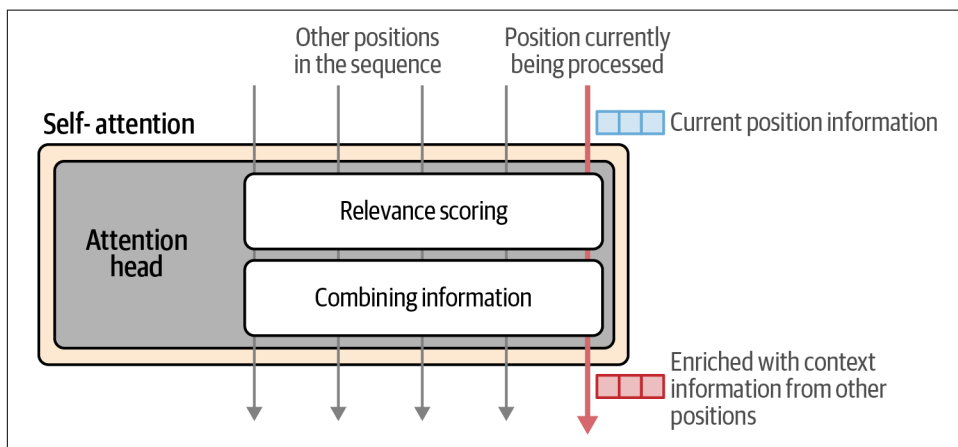 Other positions
in the sequence
Position currently
being processed
Self- attention
Current position information
Relevance scoring
Attention
head
Combining information
Enriched with context
information from other
positions